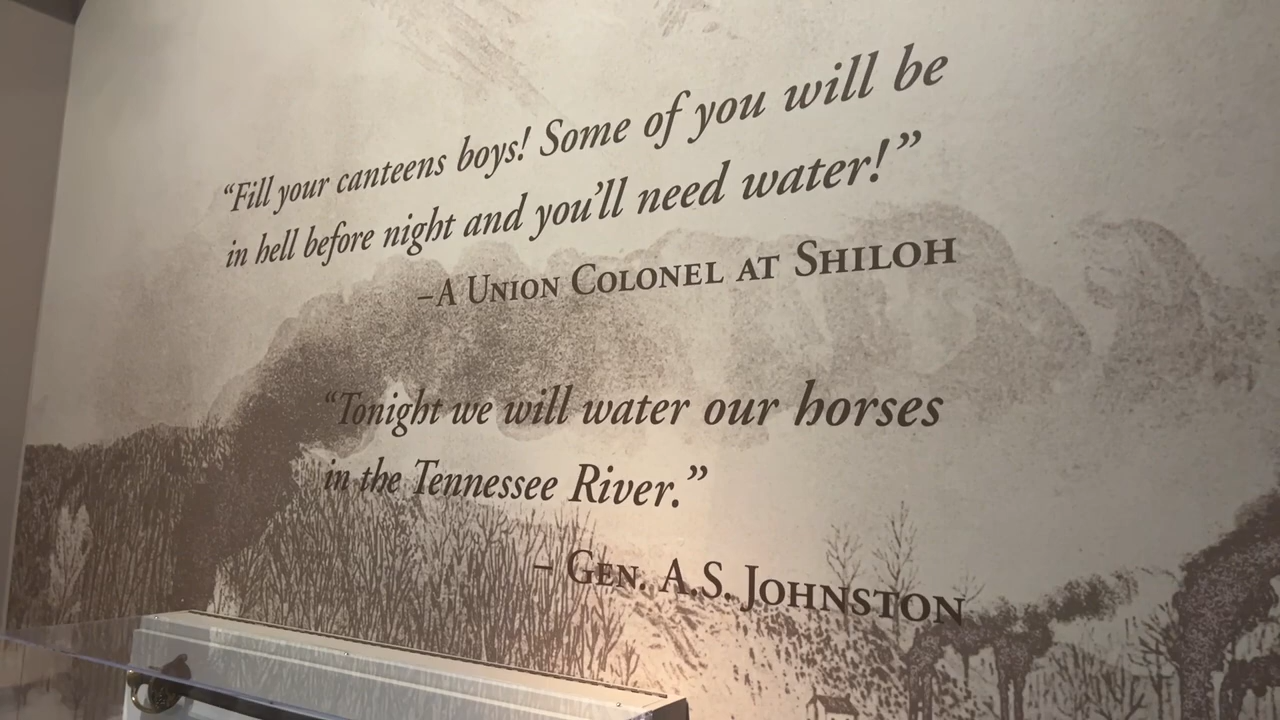 “Fill your canteens boys! Some of you will be
in hell before night and you’ll need water!”
–A Union Colonel at Shiloh
“Tonight we will water our horses
in the Tennessee River.”
– Gen. A.S. Johnston